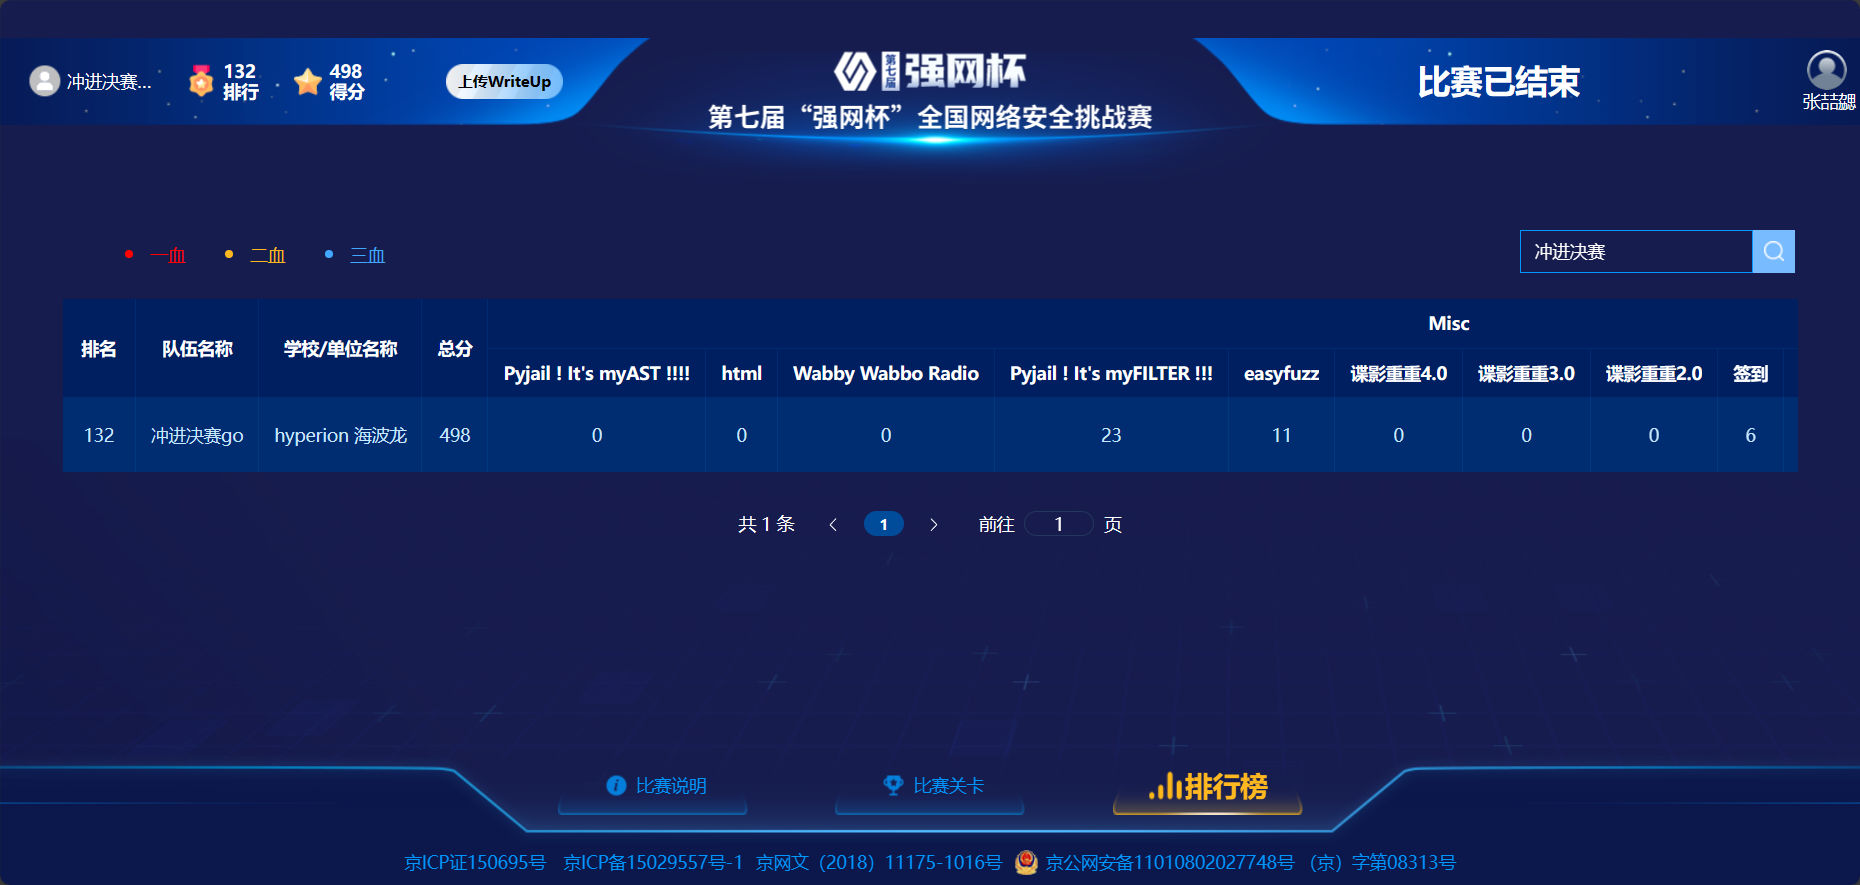 冲进决赛...
132
排行
498
得分
上传WriteUp
第七届 强网杯
第七届“强网杯”全国网络安全挑战赛
比赛已结束
张喆勰
一血 二血 三血
冲进决赛
排名 队伍名称 学校/单位名称 总分 Misc
Pyjail ! It's myAST !!!! html Wabby Wabbo Radio Pyjail ! It's myFILTER !!! easyfuzz 谍影重重4.0 谍影重重3.0 谍影重重2.0 签到
132 冲进决赛go hyperion 海波龙 498 0 0 0 23 11 0 0 0 6
共 1 条 < 1 > 前往 1 页
比赛说明 比赛关卡 排行榜
京ICP证150695号 京ICP备15029557号-1 京网文（2018）11175-1016号 京公网安备11010802027748号 （京）字第08313号